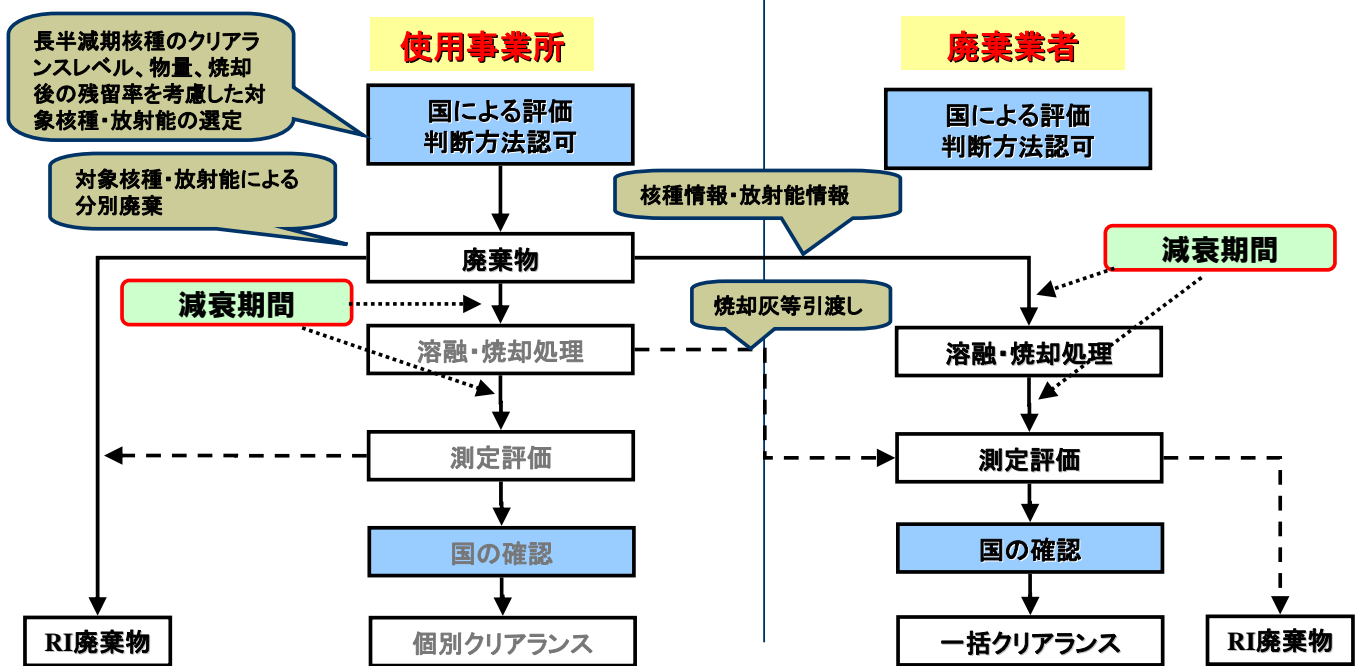 長半減期核種のクリアラ
ンスレベル、物量、焼却
後の残留率を考慮した対
象核種・放射能の選定
使用事業所
廃棄業者
国による評価
判断方法認可
国による評価
判断方法認可
対象核種・放射能による
分別廃棄
核種情報・放射能情報
廃棄物
減衰期間
減衰期間
焼却灰等引渡し
溶融・焼却処理
溶融・焼却処理
測定評価
測定評価
国の確認
国の確認
RI廃棄物
個別クリアランス
一括クリアランス
RI廃棄物